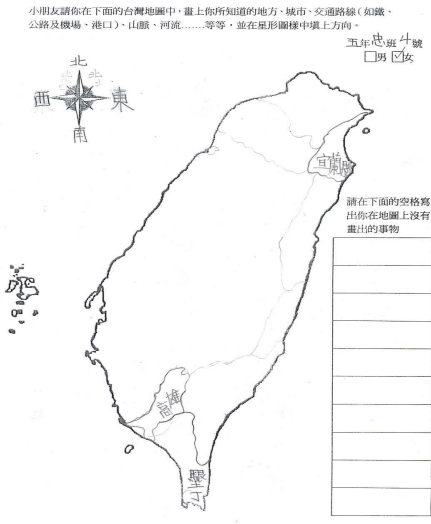 小朋友請你在下面的台灣地圖中，畫上你所知道的地方、城市、交通路線(如鐵、
公路及機場、港口)、山脈、河流……等等，並在星形圖樣中填上方向。
五年忠班4號
□男 ☑女
北
西 東
南
宜蘭縣
請在下面的空格寫
出你在地圖上沒有
畫出的事物
高雄
墾丁